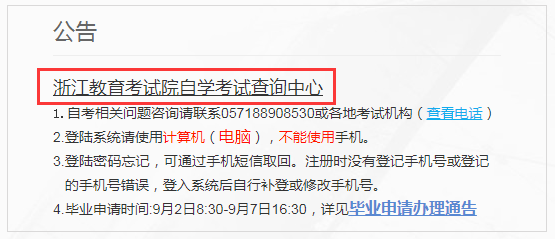 公告
浙江教育考试院自学考试查询中心
1. 自考相关问题咨询请联系057188908530或各地考试机构（查看电话）
2.登陆系统请使用计算机（电脑），不能使用手机。
3.登陆密码忘记，可通过手机短信取回。注册时没有登记手机号或登记
的手机号错误，登入系统后自行补登或修改手机号。
4.毕业申请时间:9月2日8:30-9月7日16:30，详见毕业申请办理通告